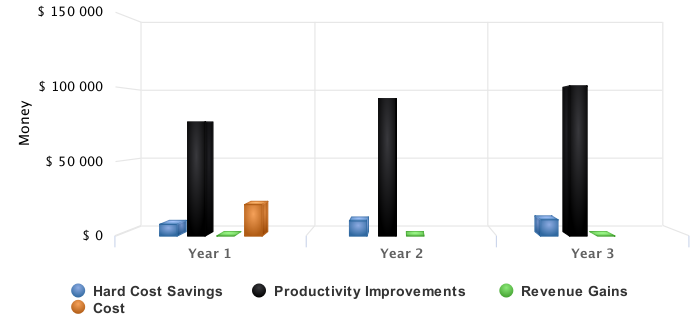 $ 150 000
$ 100 000
Money
$ 50 000
$ 0
Year 1 Year 2 Year 3
Hard Cost Savings Productivity Improvements Revenue Gains
Cost